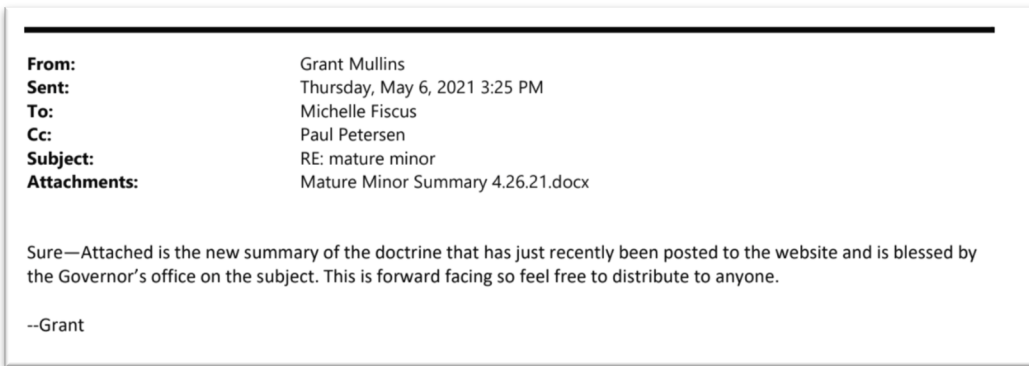 From: Grant Mullins
Sent: Thursday, May 6, 2021 3:25 PM
To: Michelle Fiscus
Cc: Paul Petersen
Subject: RE: mature minor
Attachments: Mature Minor Summary 4.26.21.docx
Sure—Attached is the new summary of the doctrine that has just recently been posted to the website and is blessed by
the Governor's office on the subject. This is forward facing so feel free to distribute to anyone.
--Grant